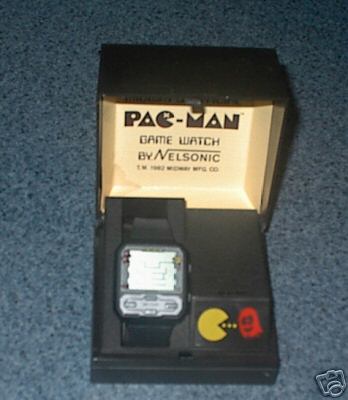 PAC-MAN
GAME WATCH
BY NELSONIC
T.M. 1982 MIDWAY MFG. CO.